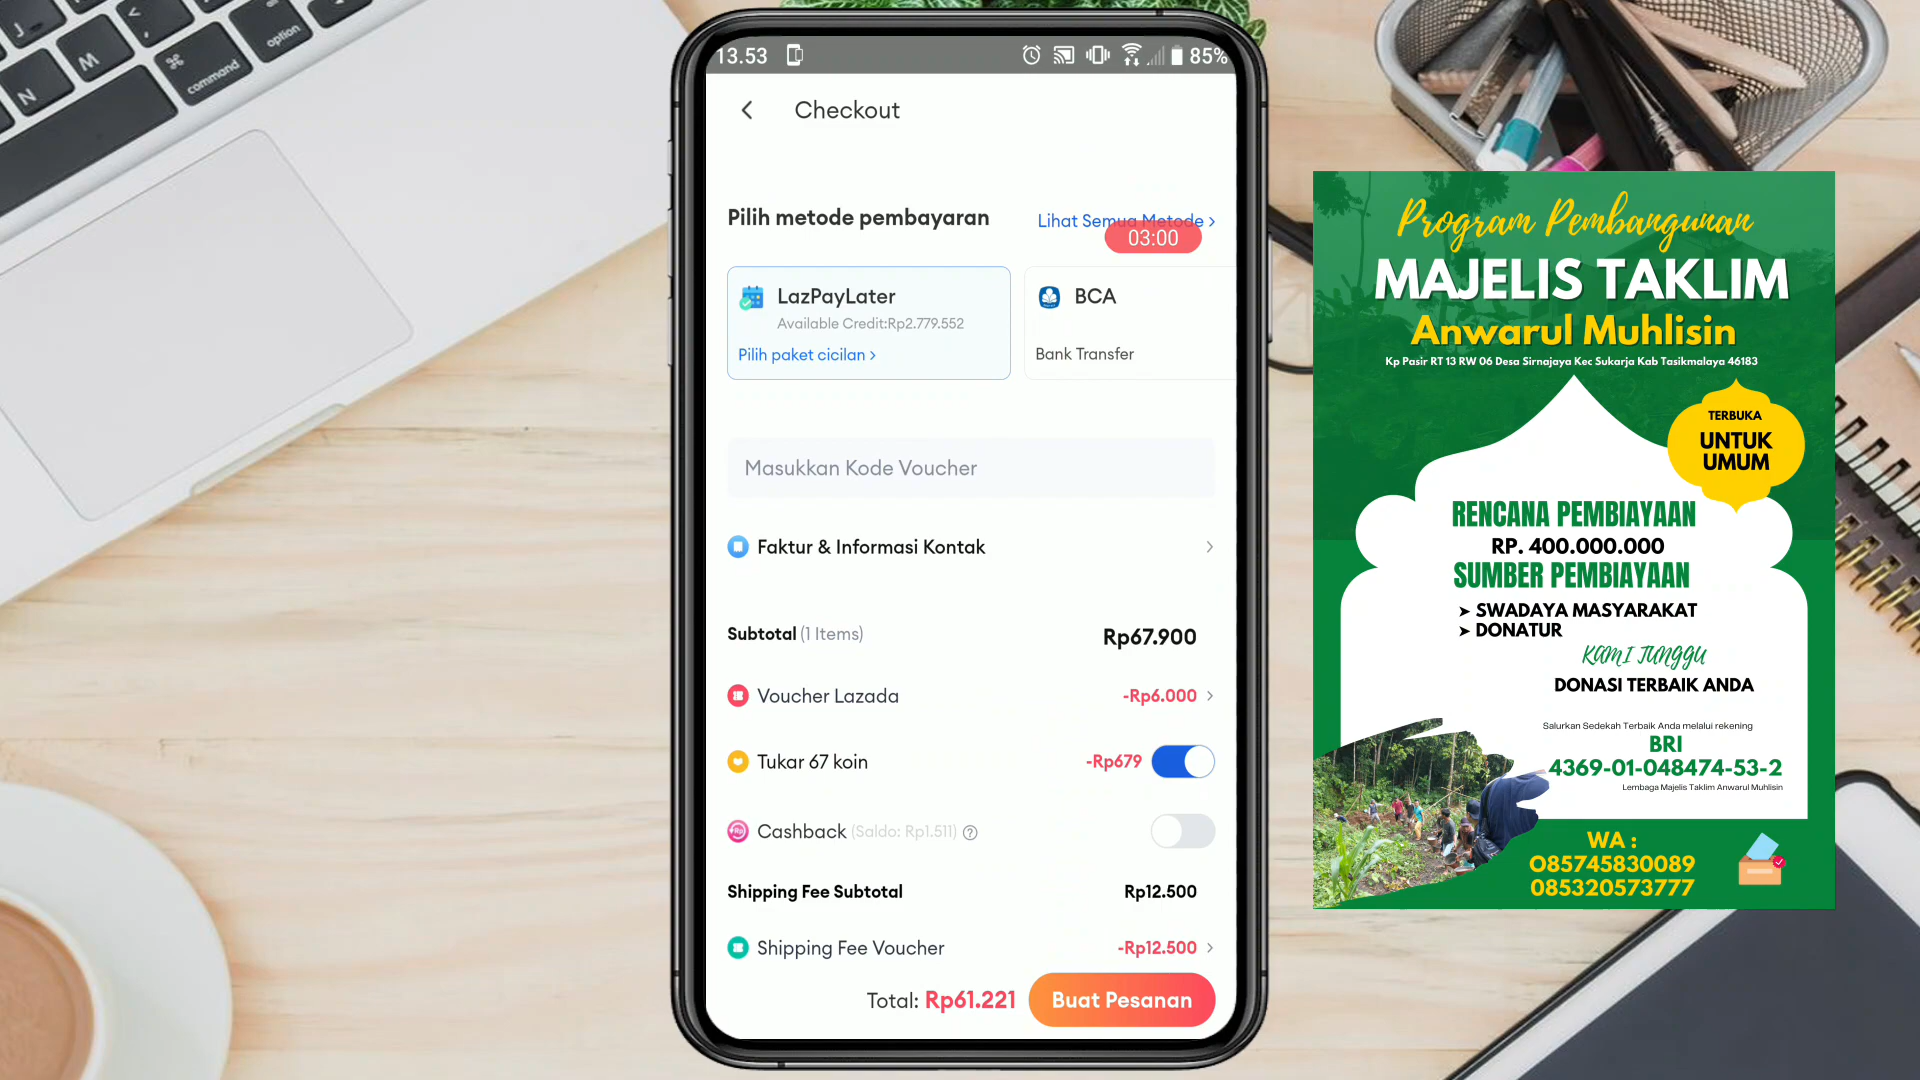 option
command
M
N
J
<
⌘
13.53
85%
Checkout
Pilih metode pembayaran
Lihat Semua Metode >
03:00
LazPayLater
Available Credit:Rp2.779.552
Pilih paket cicilan >
BCA
Bank Transfer
Masukkan Kode Voucher
Faktur & Informasi Kontak
Subtotal (1 Items)
Rp67.900
Voucher Lazada
-Rp6.000
Tukar 67 koin
-Rp679
Rp
Cashback (Saldo: Rp1.511) ?
Shipping Fee Subtotal
Rp12.500
Shipping Fee Voucher
-Rp12.500
Total: Rp61.221
Buat Pesanan
Program Pembangunan
MAJELIS TAKLIM
Anwarul Muhlisin
Kp Pasir RT 13 RW 06 Desa Sirnajaya Kec Sukarja Kab Tasikmalaya 46183
TERBUKA
UNTUK
UMUM
RENCANA PEMBIAYAAN
RP. 400.000.000
SUMBER PEMBIAYAAN
➤ SWADAYA MASYARAKAT
➤ DONATUR
KAMI TUNGGU
DONASI TERBAIK ANDA
Salurkan Sedekah Terbaik Anda melalui rekening
BRI
4369-01-048474-53-2
Lembaga Majelis Taklim Anwarul Muhlisin
WA :
085745830089
085320573777